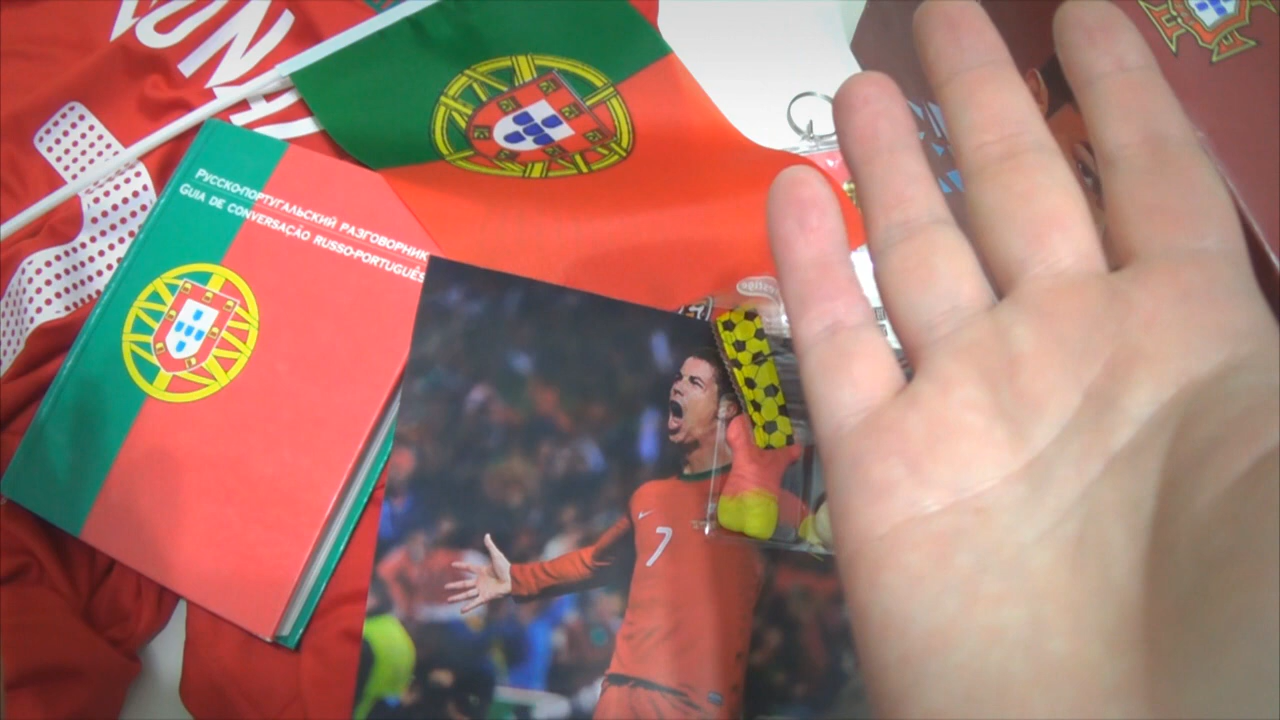 РУССКО-ПОРТУГАЛЬСКИЙ РАЗГОВОРНИК
GUIA DE CONVERSAÇÃO RUSSO-PORTUGUÊS
7